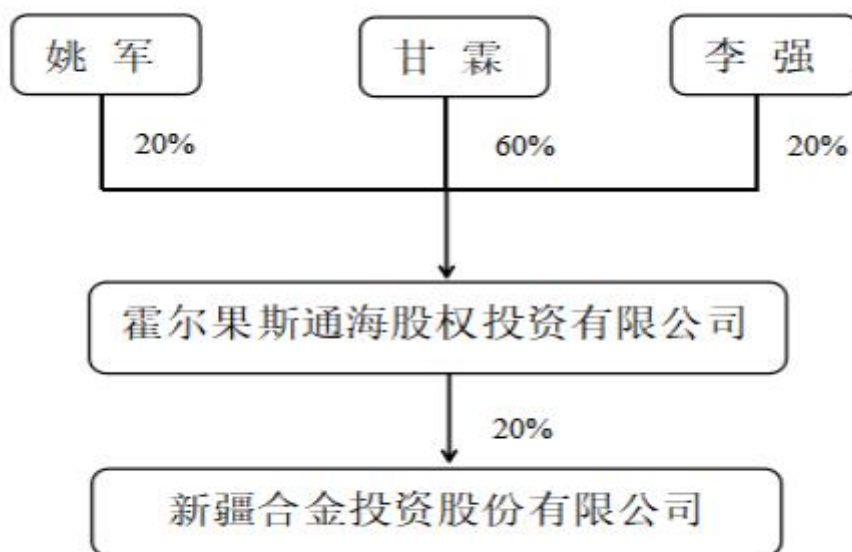 姚 军 甘 霖 李 强
20% 60% 20%
霍尔果斯通海股权投资有限公司
20%
新疆合金投资股份有限公司